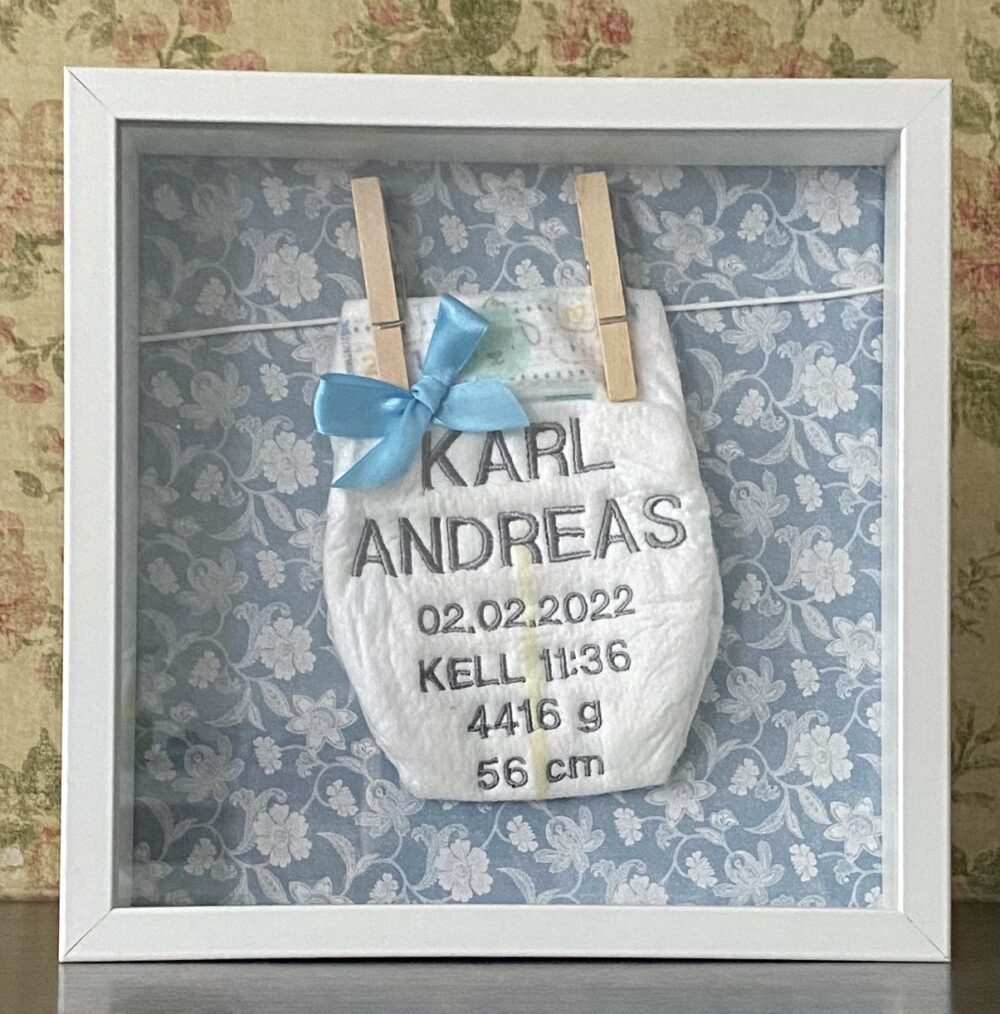 KARL
ANDREAS
02.02.2022
KELL 11:36
4416 g
56 cm